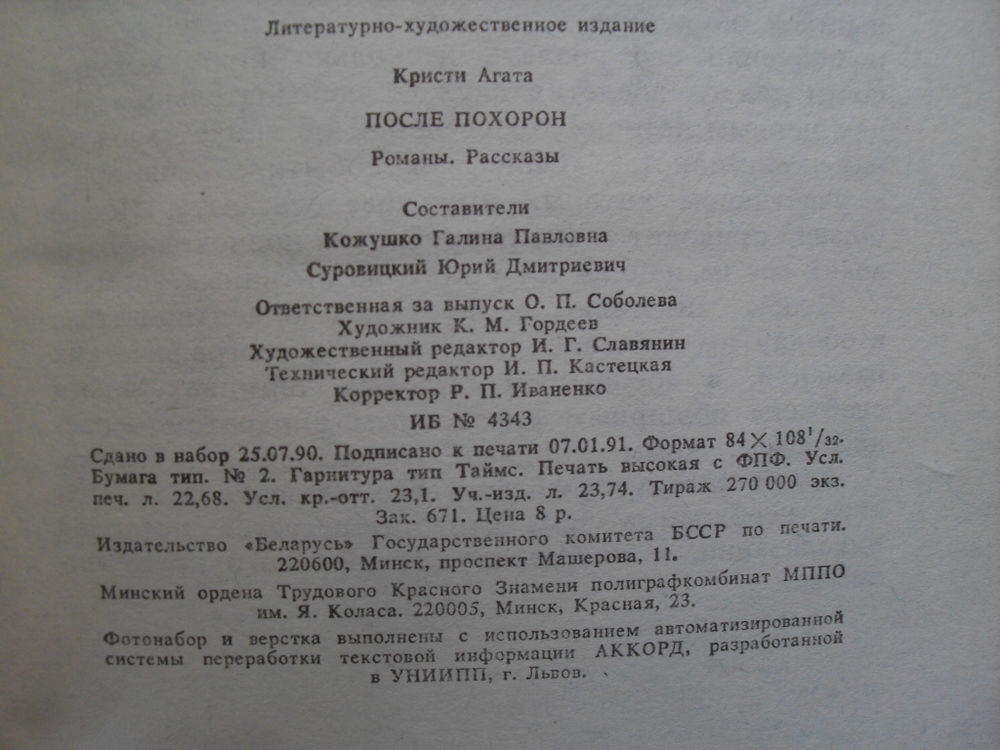 Литературно-художественное издание
Кристи Агата
ПОСЛЕ ПОХОРОН
Романы. Рассказы
Составители
Кожушко Галина Павловна
Суровицкий Юрий Дмитриевич
Ответственная за выпуск О. П. Соболева
Художник К. М. Гордеев
Художественный редактор И. Г. Славянин
Технический редактор И. П. Кастецкая
Корректор Р. П. Иваненко
ИБ № 4343
Сдано в набор 25.07.90. Подписано к печати 07.01.91. Формат 84×108¹/₃₂.
Бумага тип. № 2. Гарнитура тип Таймс. Печать высокая с ФПФ. Усл.
печ. л. 22,68. Усл. кр.-отт. 23,1. Уч.-изд. л. 23,74. Тираж 270 000 экз.
Зак. 671. Цена 8 р.
Издательство «Беларусь» Государственного комитета БССР по печати.
220600, Минск, проспект Машерова, 11.
Минский ордена Трудового Красного Знамени полиграфкомбинат МППО
им. Я. Коласа. 220005, Минск, Красная, 23.
Фотонабор и верстка выполнены с использованием автоматизированной
системы переработки текстовой информации АККОРД, разработанной
в УНИИПП, г. Львов.